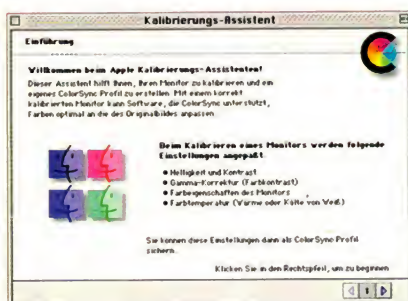 Kalibrierungs-Assistent
Einführung
Willkommen beim Apple Kalibrierungs-Assistenten!
Dieser Assistent hilft Ihnen, Ihren Monitor zu kalibrieren und ein
eigenes ColorSync Profil zu erstellen. Mit einem korrekt
kalibrierten Monitor kann Software, die ColorSync unterstützt,
Farben optimal an die des Originalbildes anpassen.
Beim Kalibrieren eines Monitors werden folgende
Einstellungen angepaßt:
• Helligkeit und Kontrast
• Gamma-Korrektur (Farbkontrast)
• Farbeigenschaften des Monitors
• Farbtemperatur (Wärme oder Kälte von Weiß)
Sie können diese Einstellungen dann als ColorSync Profil
sichern.
Klicken Sie in den Rechtspfeil, um zu beginnen
1